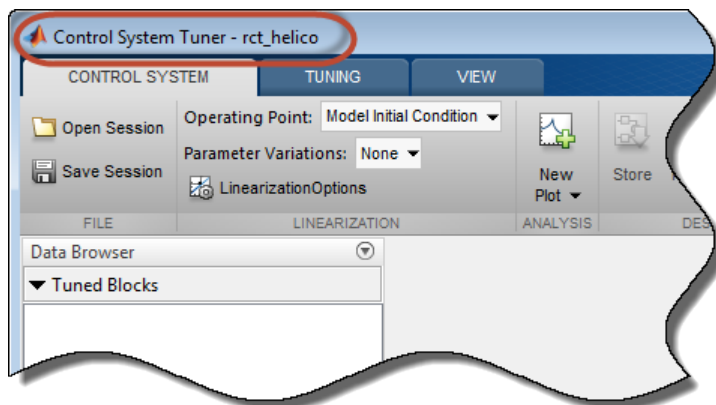 Control System Tuner - rct_helico
CONTROL SYSTEM TUNING VIEW
Open Session
Save Session
FILE
Operating Point: Model Initial Condition
Parameter Variations: None
LinearizationOptions
LINEARIZATION
New
Plot
ANALYSIS
Store
DES
Data Browser
Tuned Blocks